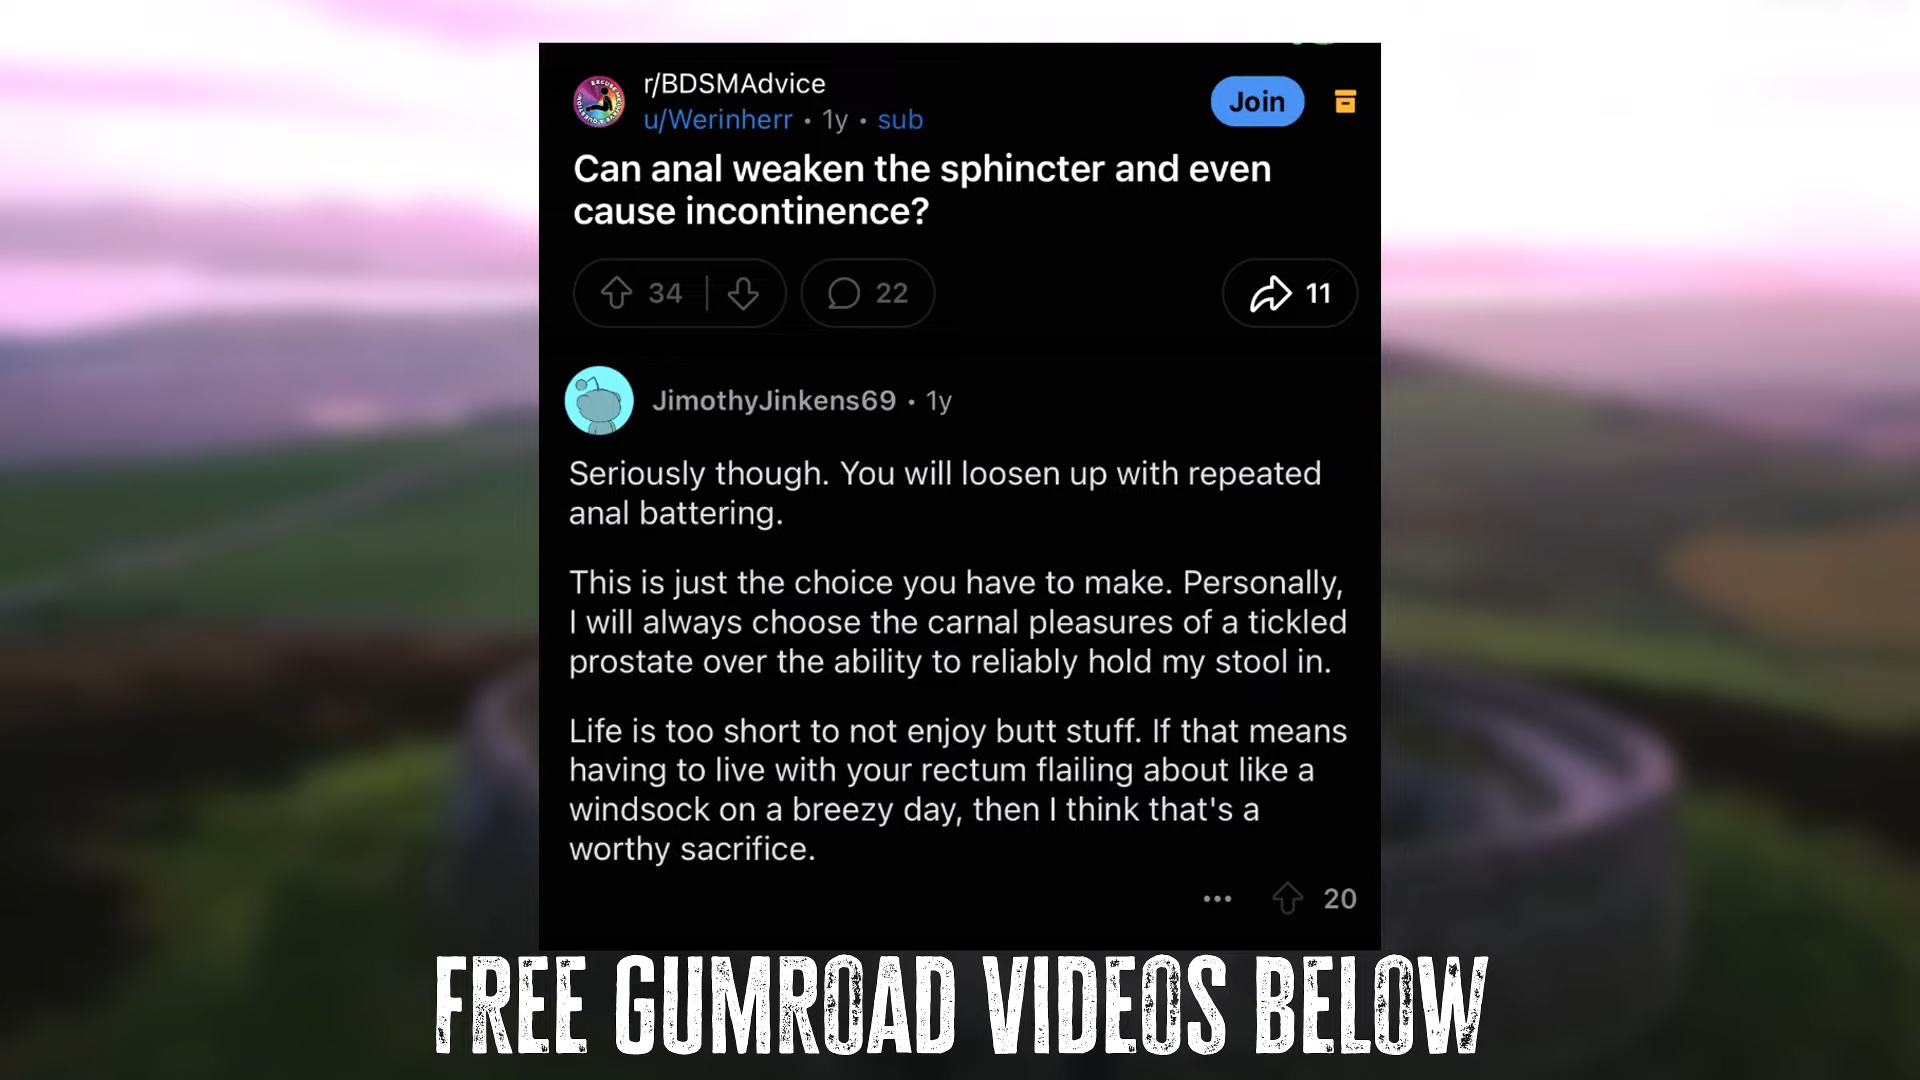 r/BDSMAdvice
u/Werinherr • 1y • sub
Join
Can anal weaken the sphincter and even
cause incontinence?
34
22
11
JimothyJinkens69 • 1y
Seriously though. You will loosen up with repeated
anal battering.
This is just the choice you have to make. Personally,
I will always choose the carnal pleasures of a tickled
prostate over the ability to reliably hold my stool in.
Life is too short to not enjoy butt stuff. If that means
having to live with your rectum flailing about like a
windsock on a breezy day, then I think that's a
worthy sacrifice.
20
FREE GUMROAD VIDEOS BELOW